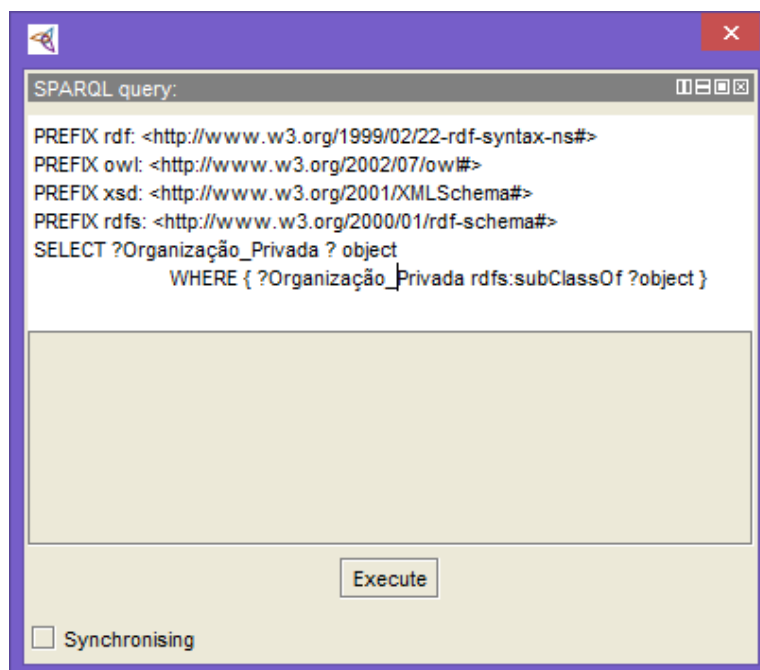 SPARQL query:
PREFIX rdf: <http://www.w3.org/1999/02/22-rdf-syntax-ns#>
PREFIX owl: <http://www.w3.org/2002/07/owl#>
PREFIX xsd: <http://www.w3.org/2001/XMLSchema#>
PREFIX rdfs: <http://www.w3.org/2000/01/rdf-schema#>
SELECT ?Organização_Privada ? object
WHERE { ?Organização_Privada rdfs:subClassOf ?object }
Execute
Synchronising